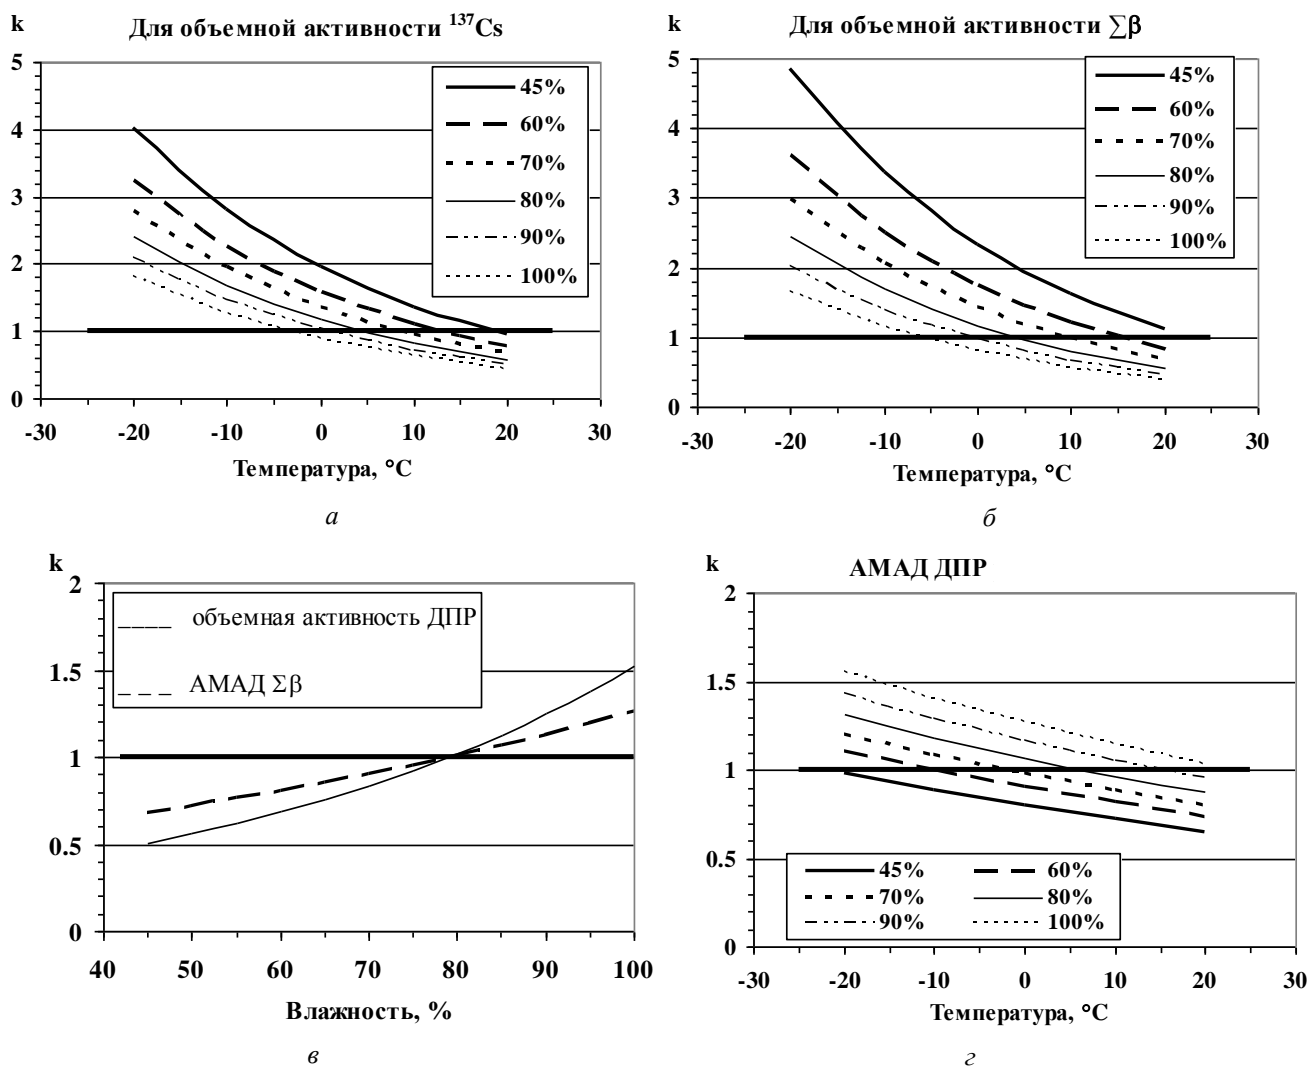 k
Для объемной активности ¹³⁷Cs
5
4
3
2
1
0
-30 -20 -10 0 10 20 30
Температура, °C
45%
60%
70%
80%
90%
100%
а
k
Для объемной активности ∑β
5
4
3
2
1
0
-30 -20 -10 0 10 20 30
Температура, °C
45%
60%
70%
80%
90%
100%
б
k
2
1.5
1
0.5
0
40 50 60 70 80 90 100
Влажность, %
объемная активность ДПР
АМАД Σβ
в
k
АМАД ДПР
2
1.5
1
0.5
0
-30 -20 -10 0 10 20 30
Температура, °C
45% 60%
70% 80%
90% 100%
г